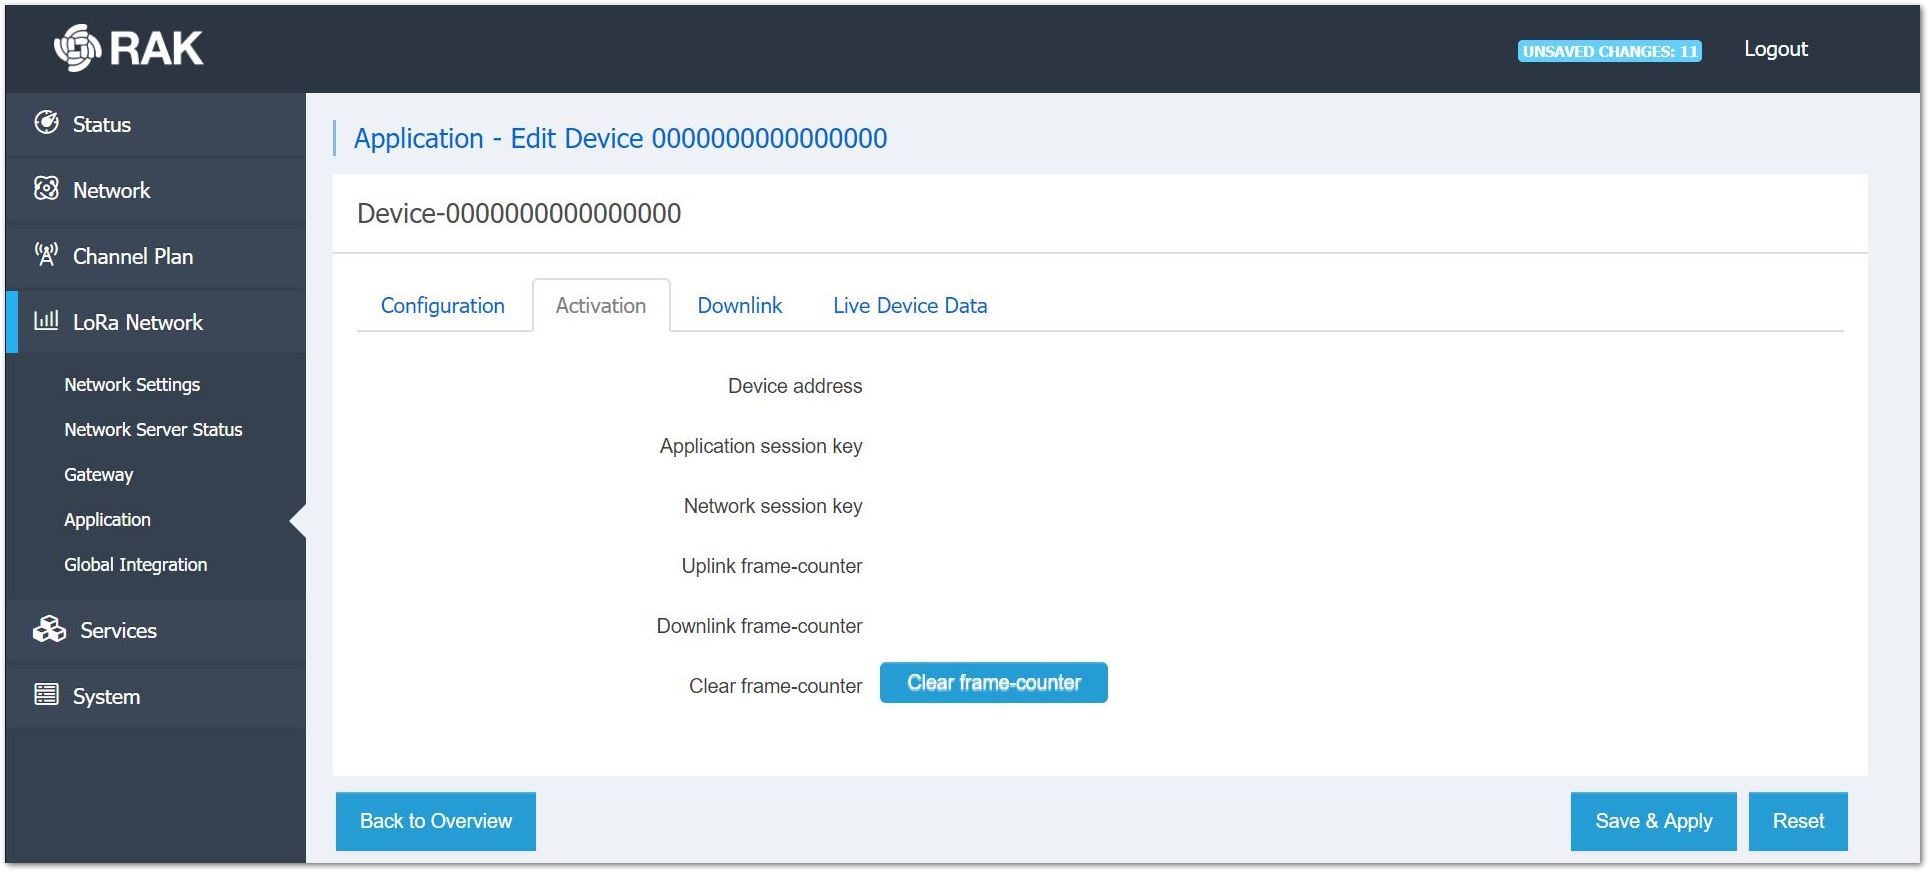 RAK
UNSAVED CHANGES: 11
Logout
Status
Network
Channel Plan
LoRa Network
Network Settings
Network Server Status
Gateway
Application
Global Integration
Services
System
Application - Edit Device 0000000000000000
Device-0000000000000000
Configuration
Activation
Downlink
Live Device Data
Device address
Application session key
Network session key
Uplink frame-counter
Downlink frame-counter
Clear frame-counter
Clear frame-counter
Back to Overview
Save & Apply
Reset